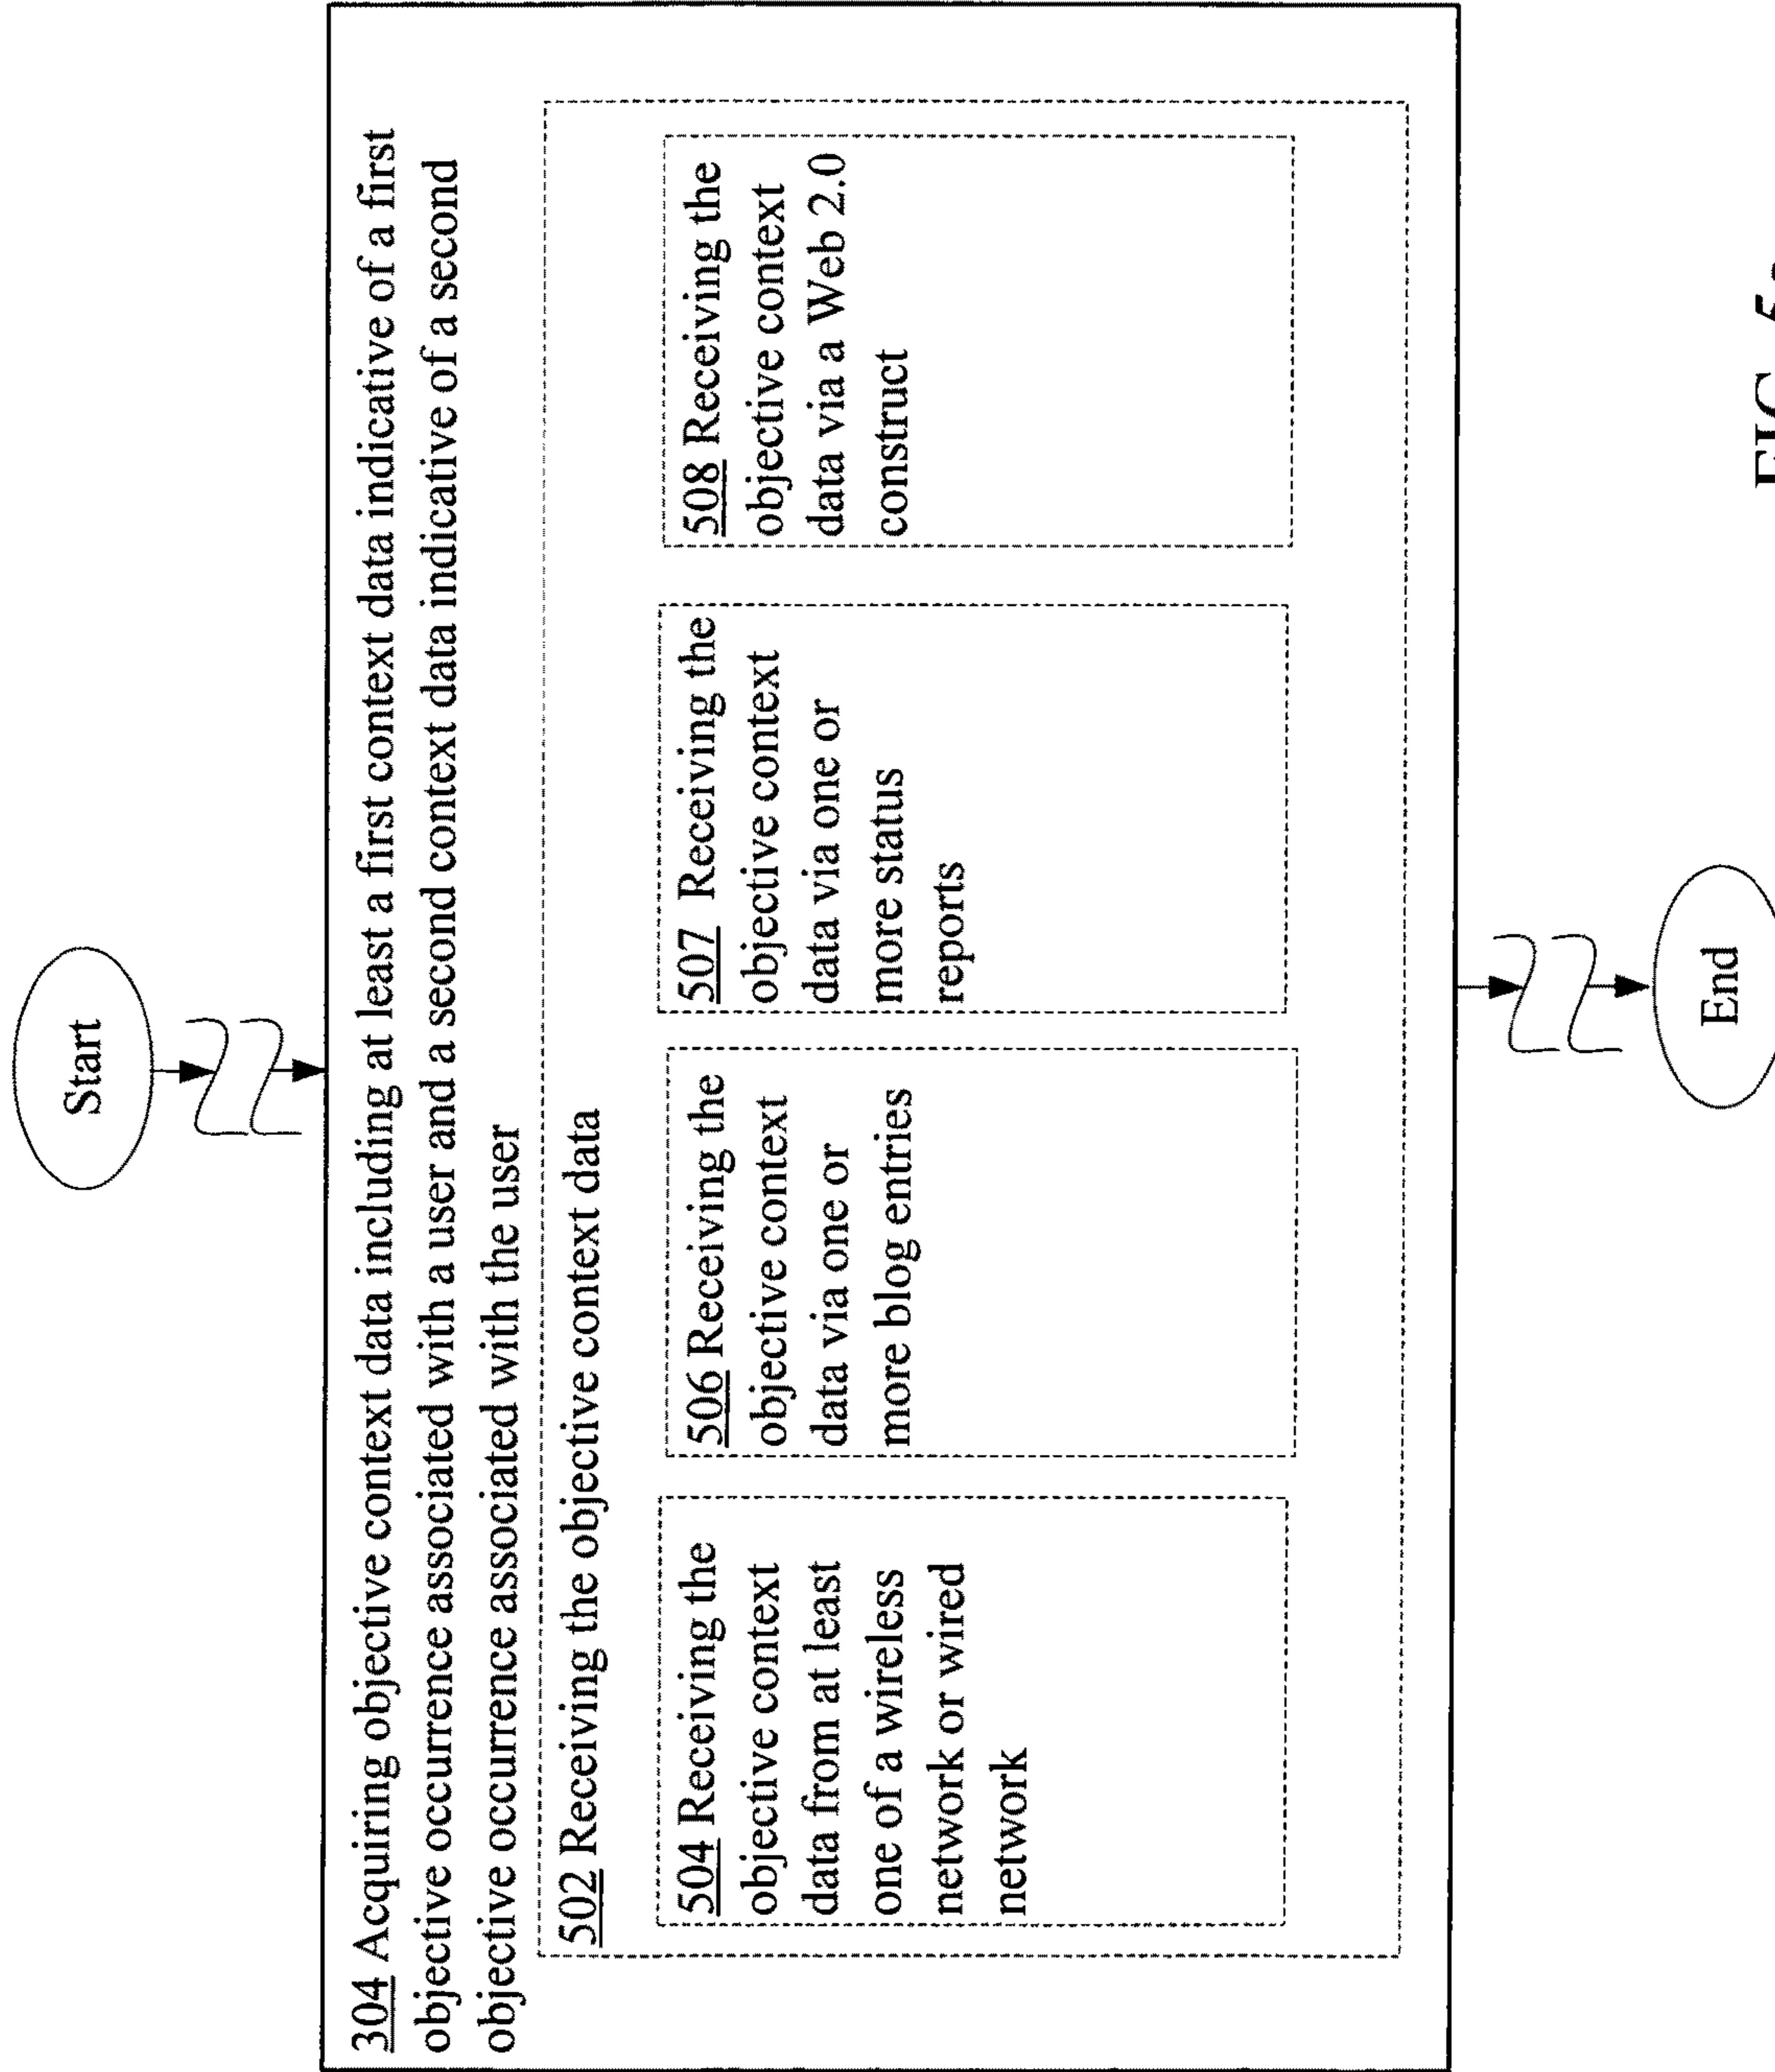 Start
304 Acquiring objective context data including at least a first context data indicative of a first
objective occurrence associated with a user and a second context data indicative of a second
objective occurrence associated with the user
502 Receiving the objective context data
504 Receiving the
objective context
data from at least
one of a wireless
network or wired
network
506 Receiving the
objective context
data via one or
more blog entries
507 Receiving the
objective context
data via one or
more status
reports
508 Receiving the
objective context
data via a Web 2.0
construct
End